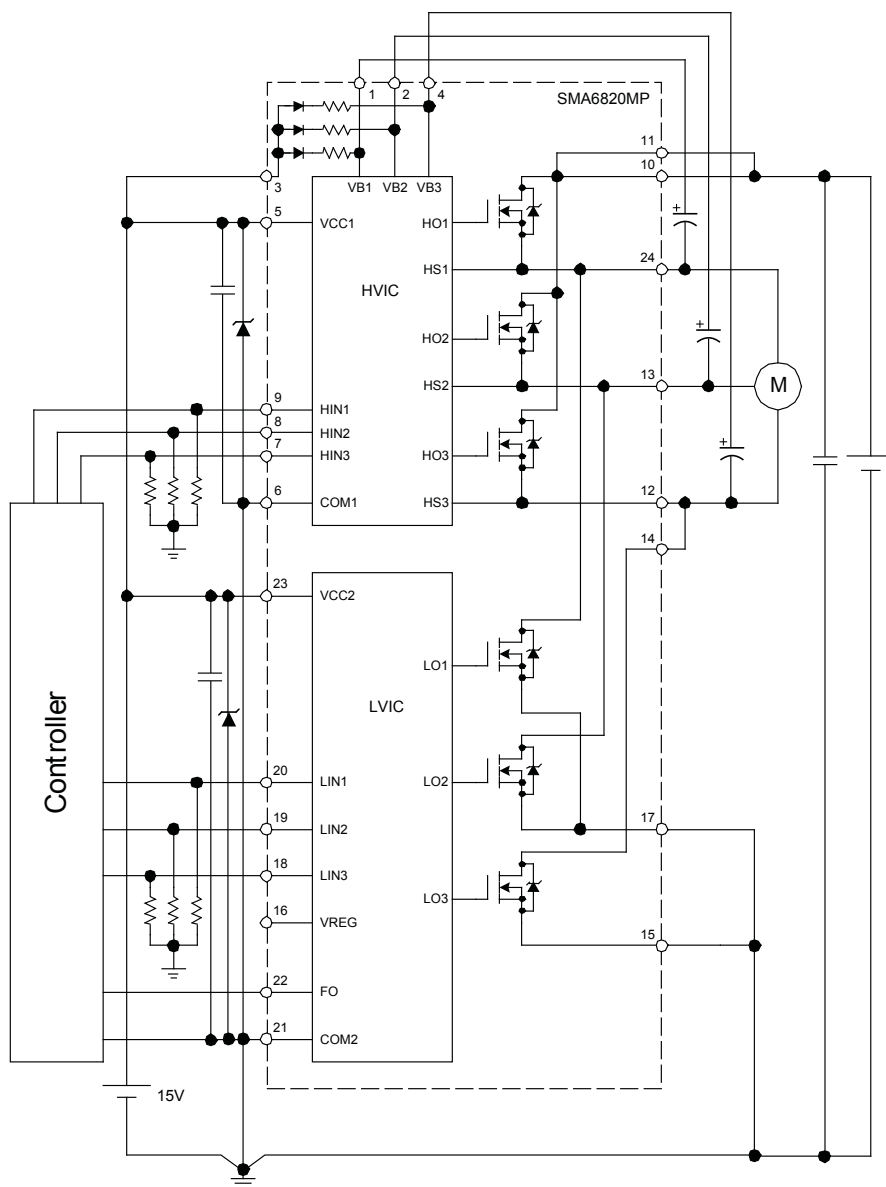 SMA6820MP
1
2
4
11
10
3
VB1
VB2
VB3
5
VCC1
HO1
+
24
HS1
HVIC
+
HO2
13
HS2
M
9
HIN1
8
HIN2
7
HIN3
HO3
+
6
COM1
HS3
12
14
23
VCC2
LO1
LVIC
Controller
20
LIN1
LO2
19
LIN2
17
18
LIN3
LO3
16
VREG
15
22
FO
21
COM2
15V